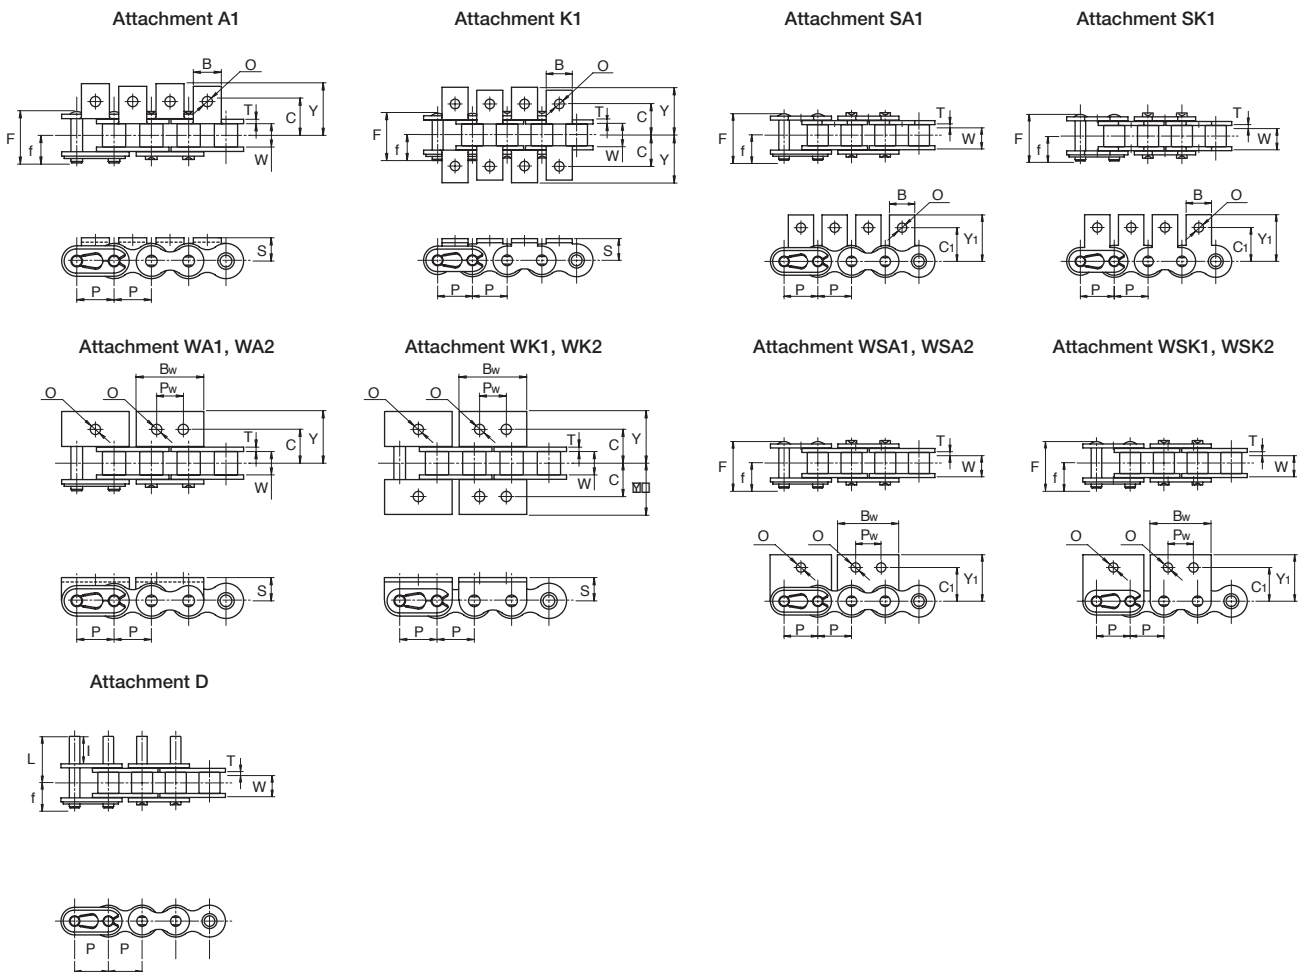 Attachment A1
Attachment K1
Attachment SA1
Attachment SK1
B O
T
Y
C
F
f
W
S
P P
B O
T
Y
C
F
f
W
C
Y
S
P P
T
F
f
W
B O
Y1
C1
P P
T
F
f
W
B O
Y1
C1
P P
Attachment WA1, WA2
Attachment WK1, WK2
Attachment WSA1, WSA2
Attachment WSK1, WSK2
BW
PW
O O
T
C
Y
W
S
P P
BW
PW
O O
T
C
Y
W
C
S
P P
T
F
f
W
BW
PW
O O
Y1
C1
P P
T
F
f
W
BW
PW
O O
Y1
C1
P P
Attachment D
L
l
T
f
W
P P